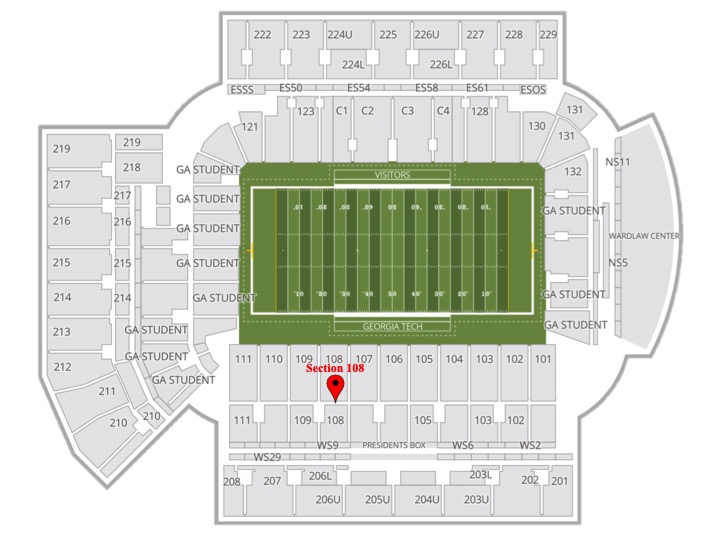 222 223 224U 225 226U 227 228 229
224L 226L
ESSS ES50 ES54 ES58 ES61 ESOS
123 C1 C2 C3 C4 128
121 130 131
131
219 219
218 GA STUDENT VISITORS 132 NS11
217 217 GA STUDENT
216 216 GA STUDENT GA STUDENT
WARDLAW CENTER
215 215 GA STUDENT NS5
214 214 GA STUDENT GA STUDENT
10 20 30 40 50 40 30 20 10
10 20 30 40 50 40 30 20 10
213 GA STUDENT GEORGIA TECH GA STUDENT
212 GA STUDENT 111 110 109 108 107 106 105 104 103 102 101
Section 108
211 GA STUDENT
210 210 111 109 108 105 103 102
WS9 PRESIDENTS BOX WS6 WS2
WS29
208 207 206L 203L 202 201
206U 205U 204U 203U